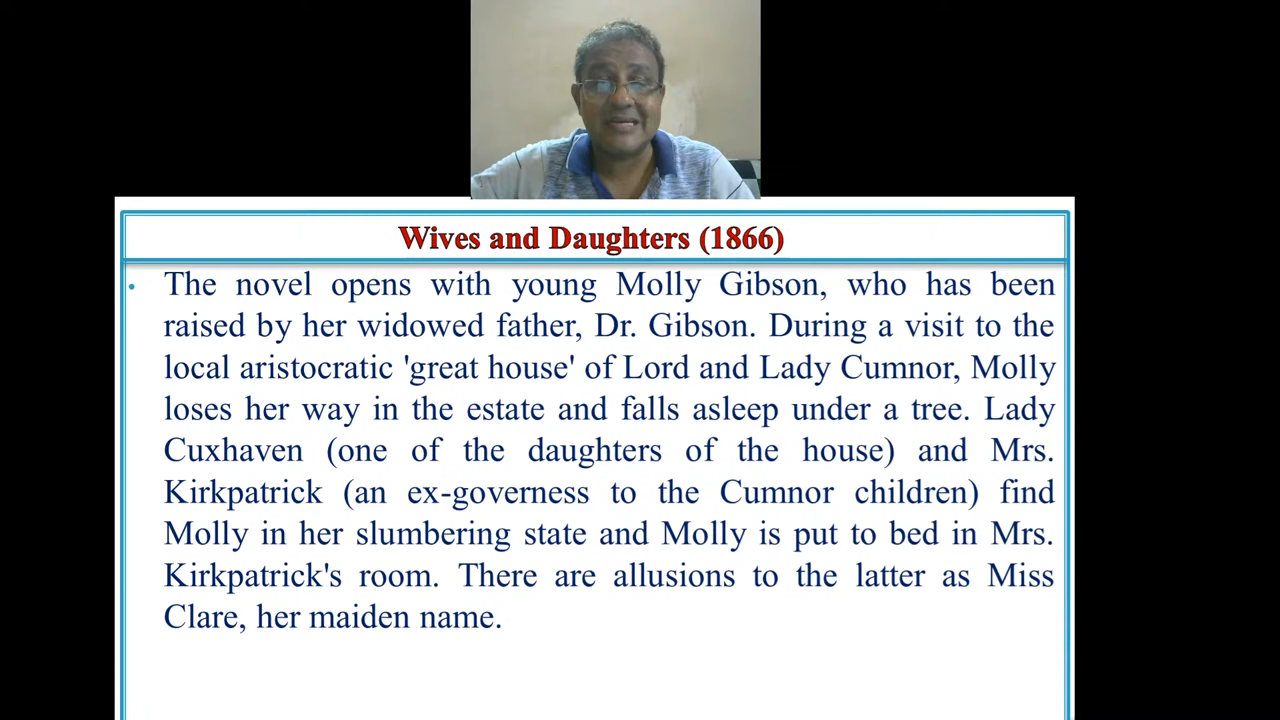 Wives and Daughters (1866)
• The novel opens with young Molly Gibson, who has been
raised by her widowed father, Dr. Gibson. During a visit to the
local aristocratic 'great house' of Lord and Lady Cumnor, Molly
loses her way in the estate and falls asleep under a tree. Lady
Cuxhaven (one of the daughters of the house) and Mrs.
Kirkpatrick (an ex-governess to the Cumnor children) find
Molly in her slumbering state and Molly is put to bed in Mrs.
Kirkpatrick's room. There are allusions to the latter as Miss
Clare, her maiden name.